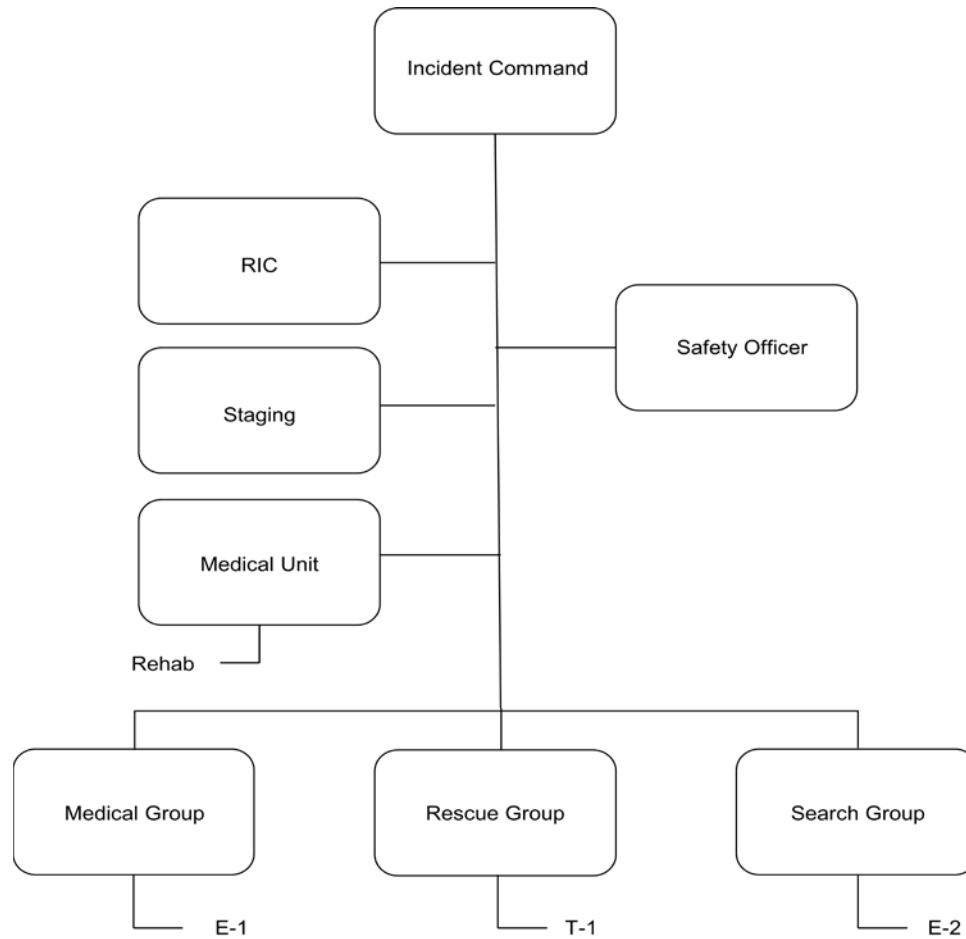 Incident Command
RIC
Safety Officer
Staging
Medical Unit
Rehab
Medical Group
Rescue Group
Search Group
E-1
T-1
E-2